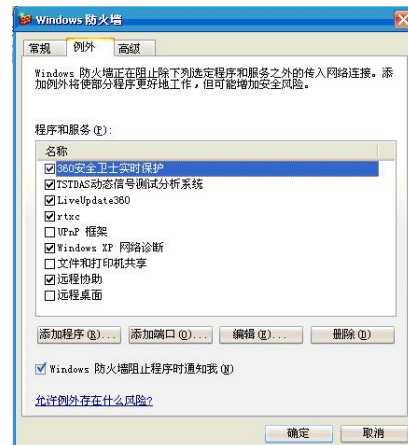 Windows 防火墙
常规 例外 高级
Windows 防火墙正在阻止除下列选定程序和服务之外的传入网络连接。添
加例外将使部分程序更好地工作，但可能增加安全风险。
程序和服务(P)：
名称
360安全卫士实时保护
TSTDAS动态信号测试分析系统
LiveUpdate360
rtxc
UPnP 框架
Windows XP 网络诊断
文件和打印机共享
远程协助
远程桌面
添加程序(R)... 添加端口(O)... 编辑(E)... 删除(D)
Windows 防火墙阻止程序时通知我(N)
允许例外存在什么风险?
确定 取消